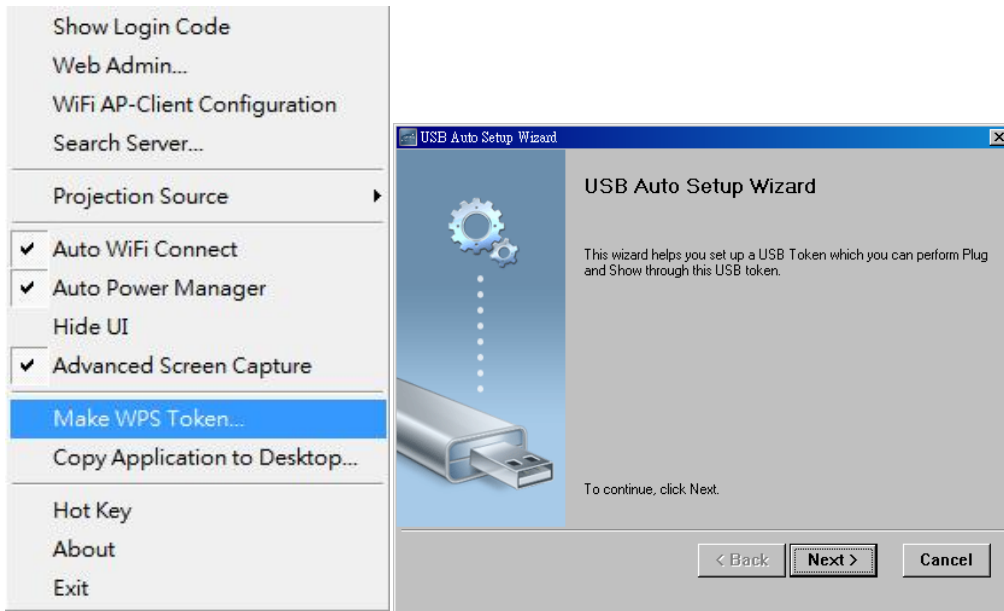 Show Login Code
Web Admin...
WiFi AP-Client Configuration
Search Server...
Projection Source
Auto WiFi Connect
Auto Power Manager
Hide UI
Advanced Screen Capture
Make WPS Token...
Copy Application to Desktop...
Hot Key
About
Exit
USB Auto Setup Wizard
USB Auto Setup Wizard
This wizard helps you set up a USB Token which you can perform Plug
and Show through this USB token.
To continue, click Next.
< Back
Next >
Cancel